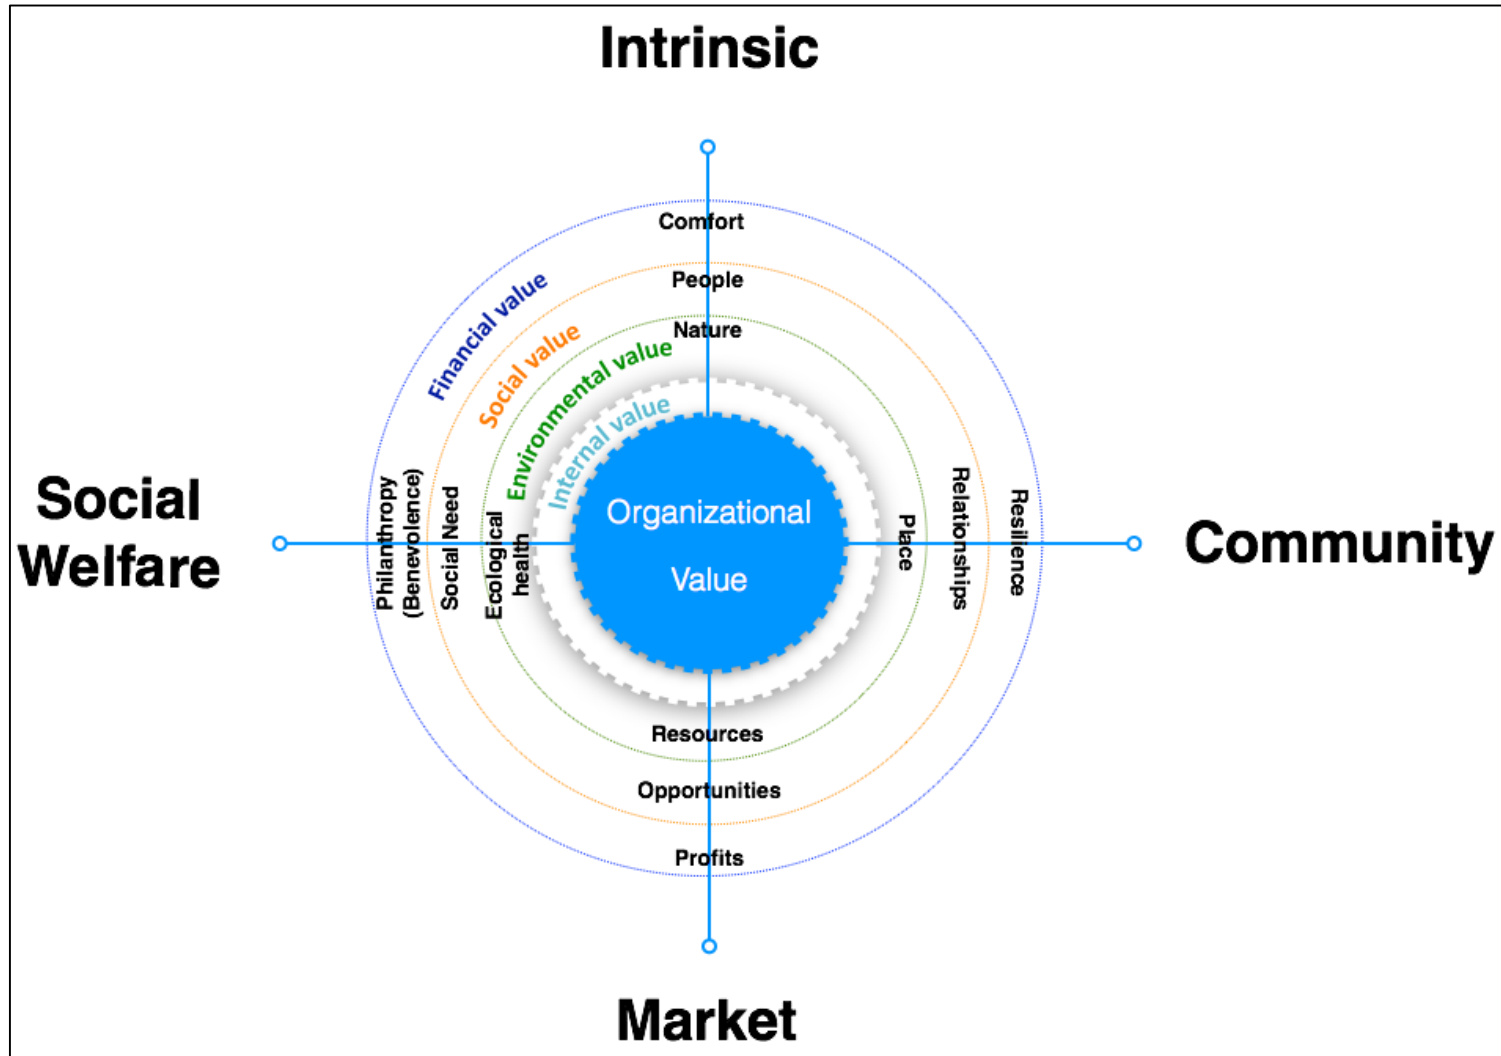 Intrinsic
Comfort
People
Nature
Financial value
Social value
Environmental value
Internal value
Social
Welfare
Philanthropy
(Benevolence)
Social Need
Ecological
health
Organizational
Value
Place
Relationships
Resilience
Community
Resources
Opportunities
Profits
Market